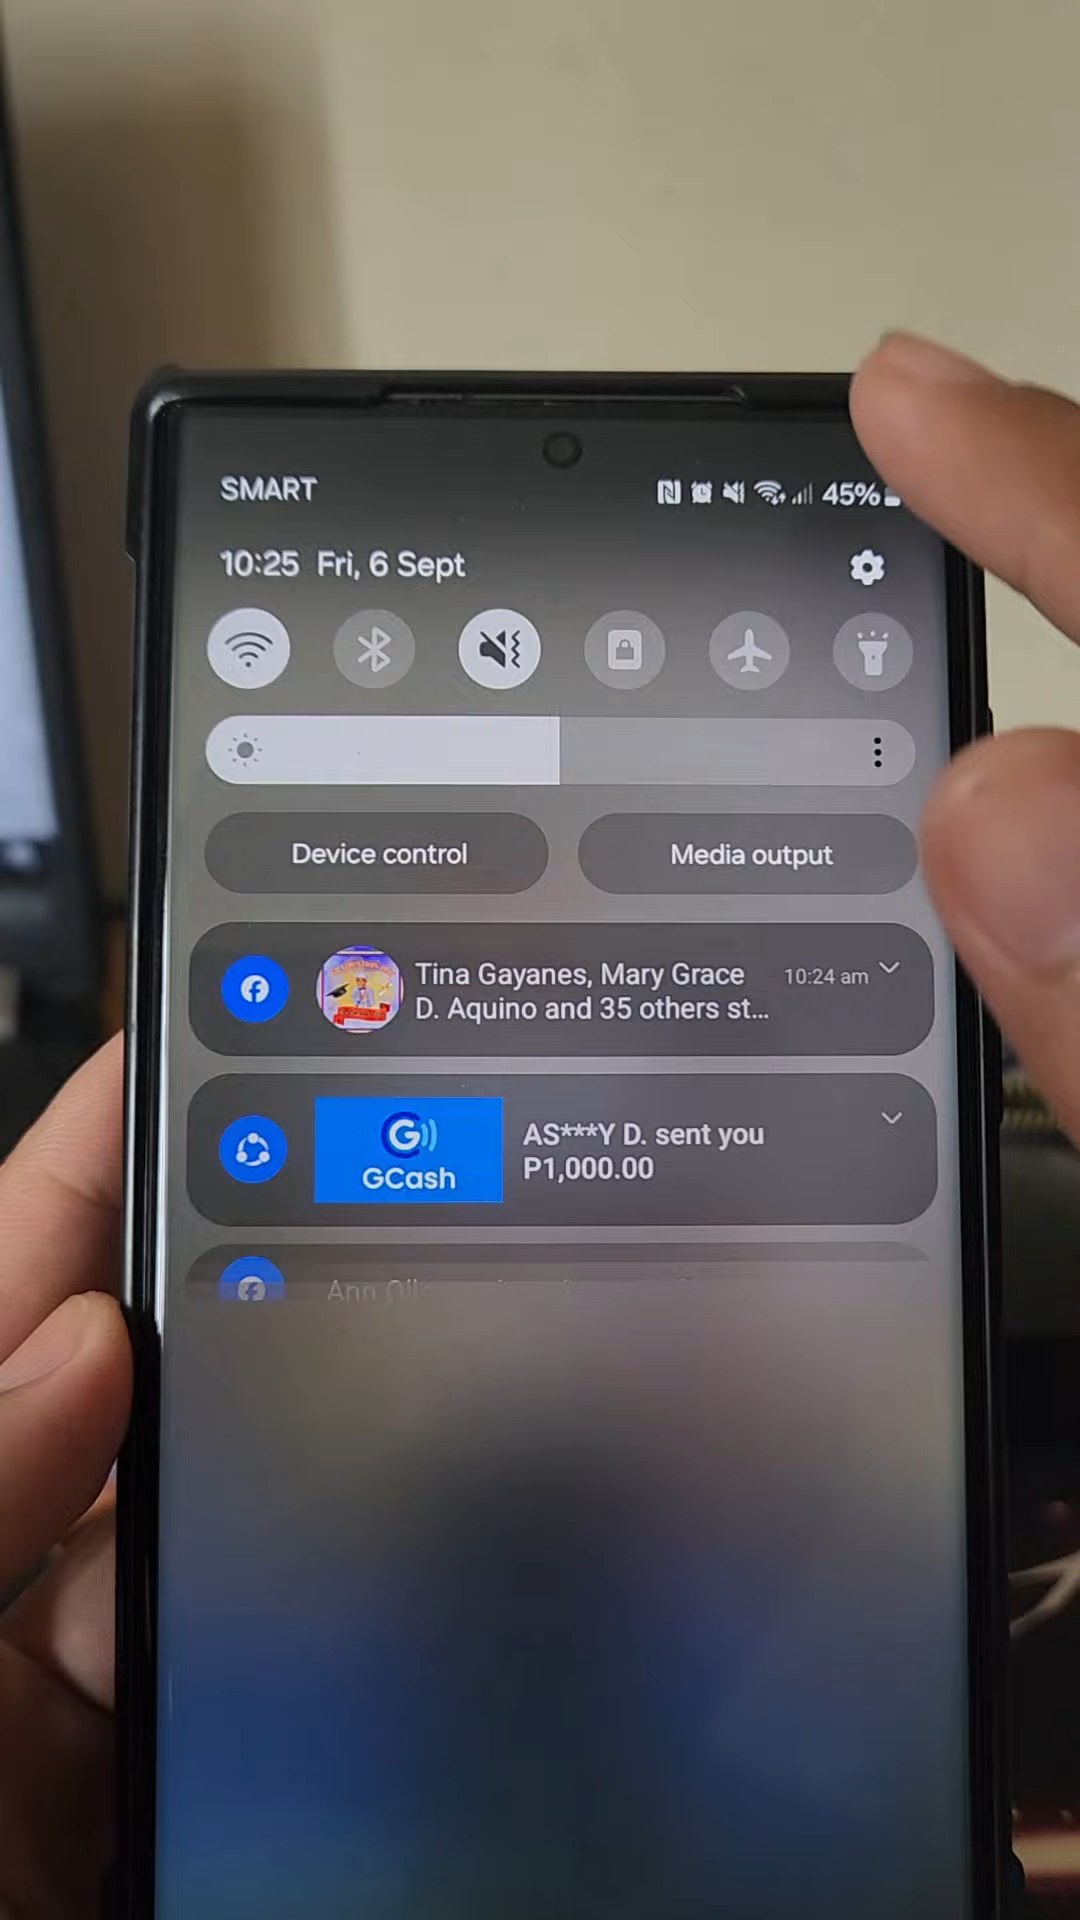 SMART
45%
10:25 Fri, 6 Sept
Device control
Media output
Tina Gayanes, Mary Grace
D. Aquino and 35 others st...
10:24 am
GCash
AS***Y D. sent you
P1,000.00
Ann